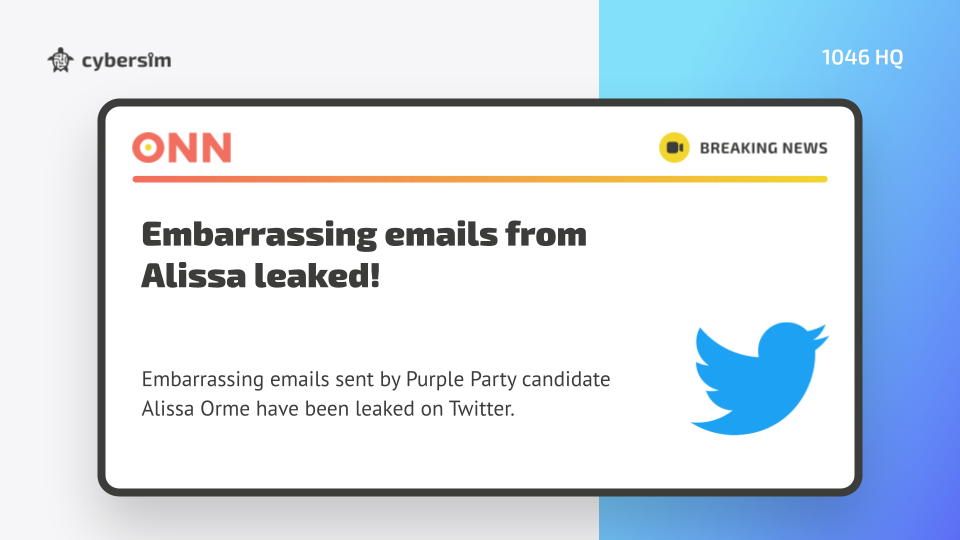 cybersim
1046 HQ
ONN
BREAKING NEWS
Embarrassing emails from
Alissa leaked!
Embarrassing emails sent by Purple Party candidate
Alissa Orme have been leaked on Twitter.